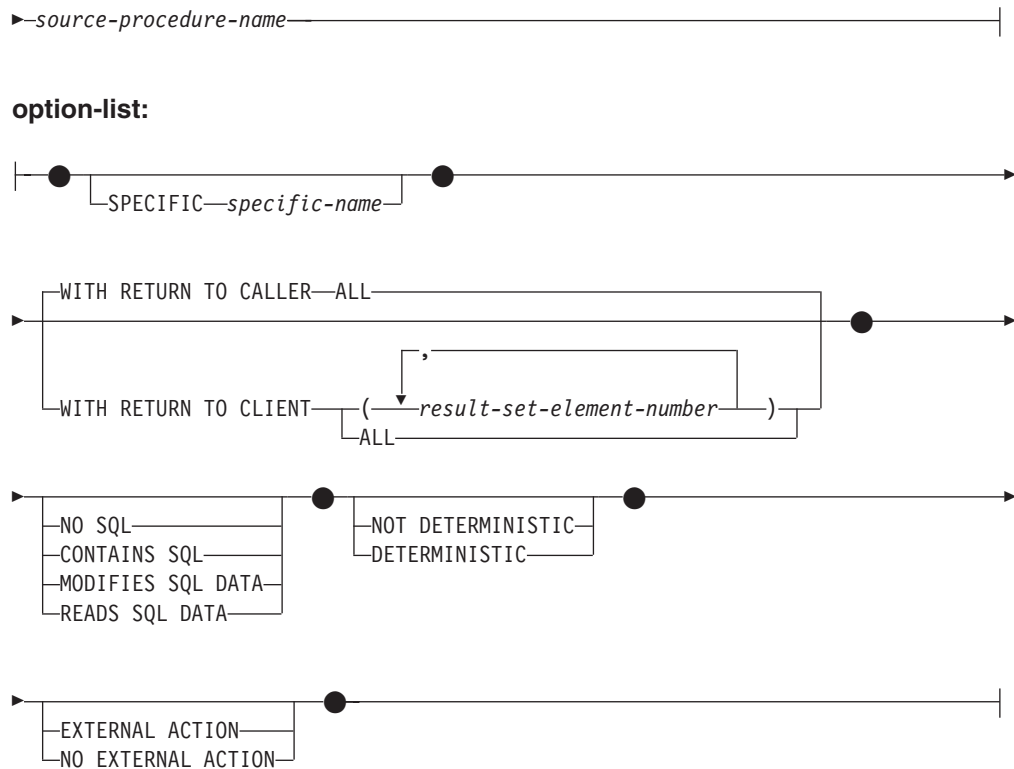 source-procedure-name
option-list:
SPECIFIC specific-name
WITH RETURN TO CALLER ALL
,
WITH RETURN TO CLIENT ( result-set-element-number )
ALL
NO SQL NOT DETERMINISTIC
CONTAINS SQL DETERMINISTIC
MODIFIES SQL DATA
READS SQL DATA
EXTERNAL ACTION
NO EXTERNAL ACTION